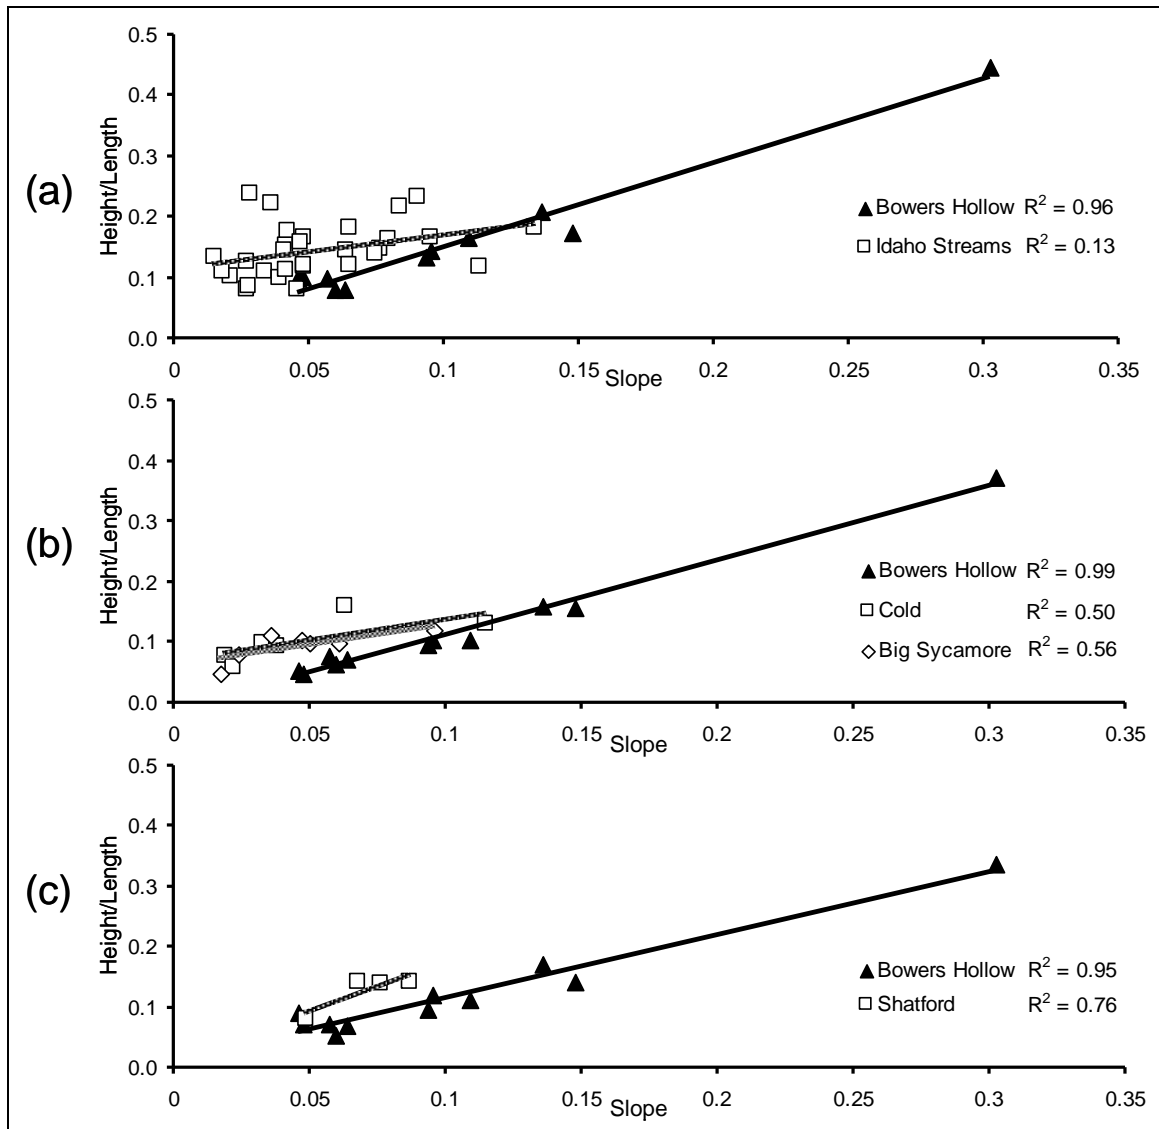 (a)
Height/Length
0.5
0.4
0.3
0.2
0.1
0.0
▲Bowers Hollow R² = 0.96
□Idaho Streams R² = 0.13
0 0.05 0.1 0.15 0.2 0.25 0.3 0.35
Slope
(b)
Height/Length
0.5
0.4
0.3
0.2
0.1
0.0
▲Bowers Hollow R² = 0.99
□Cold R² = 0.50
◇Big Sycamore R² = 0.56
0 0.05 0.1 0.15 0.2 0.25 0.3 0.35
Slope
(c)
Height/Length
0.5
0.4
0.3
0.2
0.1
0.0
▲Bowers Hollow R² = 0.95
□Shatford R² = 0.76
0 0.05 0.1 0.15 0.2 0.25 0.3 0.35
Slope